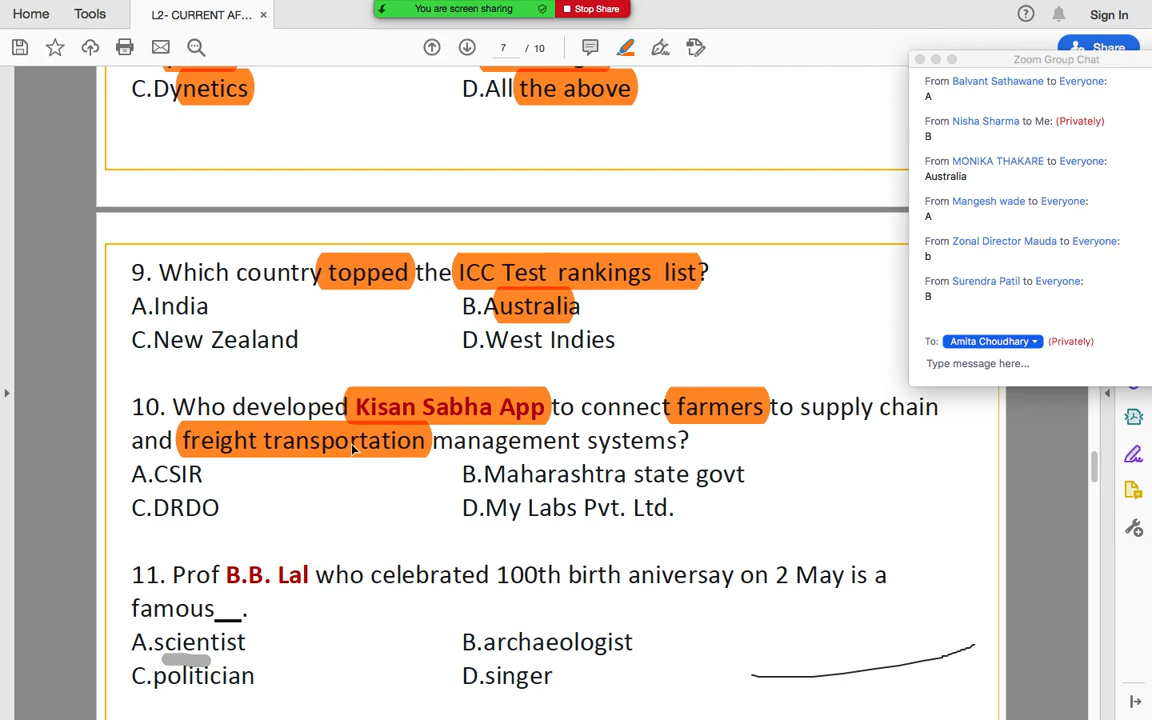 Home Tools L2- CURRENT AF... × You are screen sharing Stop Share ? Sign In
7 / 10 Share
Zoom Group Chat
From Balvant Sathawane to Everyone:
A
From Nisha Sharma to Me: (Privately)
B
From MONIKA THAKARE to Everyone:
Australia
From Mangesh wade to Everyone:
A
From Zonal Director Mauda to Everyone:
b
From Surendra Patil to Everyone:
B
To: Amita Choudhary (Privately)
Type message here...
C.Dynetics D.All the above
9. Which country topped the ICC Test rankings list?
A.India B.Australia
C.New Zealand D.West Indies
10. Who developed Kisan Sabha App to connect farmers to supply chain
and freight transportation management systems?
A.CSIR B.Maharashtra state govt
C.DRDO D.My Labs Pvt. Ltd.
11. Prof B.B. Lal who celebrated 100th birth aniversay on 2 May is a
famous__.
A.scientist B.archaeologist
C.politician D.singer